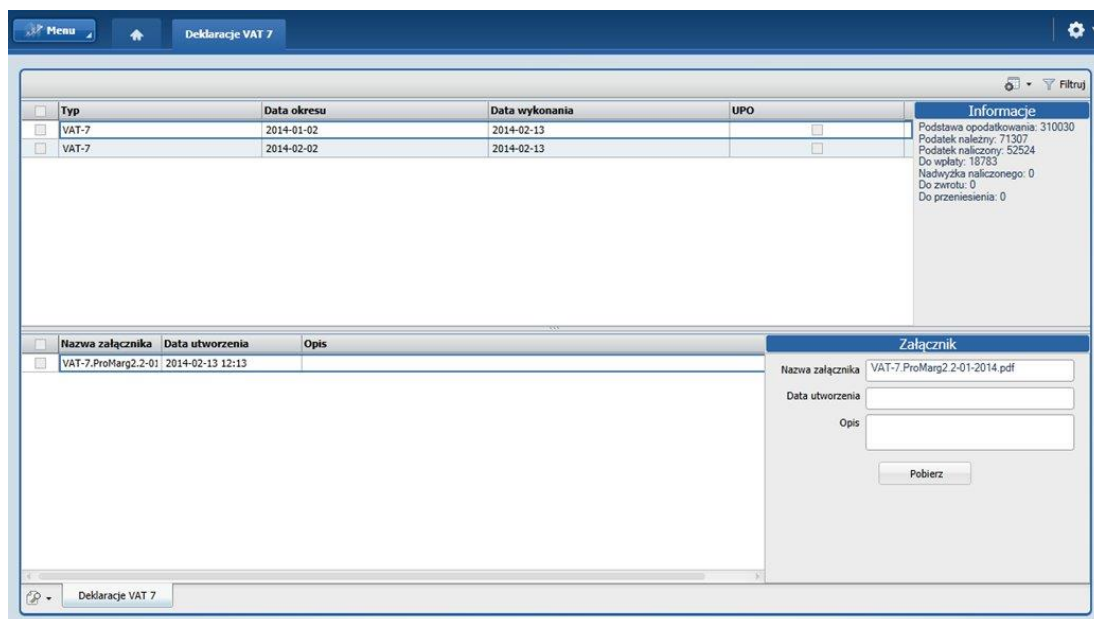 Menu
Deklaracje VAT 7
Filtruj
Typ Data okresu Data wykonania UPO
VAT-7 2014-01-02 2014-02-13
VAT-7 2014-02-02 2014-02-13
Informacje
Podstawa opodatkowania: 310030
Podatek należny: 71307
Podatek naliczony: 52524
Do wpłaty: 18783
Nadwyżka naliczonego: 0
Do zwrotu: 0
Do przeniesienia: 0
Nazwa załącznika Data utworzenia Opis
VAT-7.ProMarg2.2-01 2014-02-13 12:13
Załącznik
Nazwa załącznika VAT-7.ProMarg2.2-01-2014.pdf
Data utworzenia
Opis
Pobierz
Deklaracje VAT 7